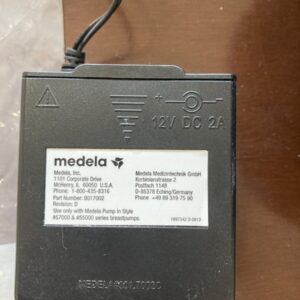 12V DC 2A
medela
Medela, Inc.
1101 Corporate Drive
McHenry, IL 60050 U.S.A.
Phone: 1-800-435-8316
Part Number: 9017002
Revision: D
Use only with Medela Pump in Style
#57000 & #55000 series breastpumps.
Medela Medizintechnik GmbH
Postfach 1148
D-85378 Eching/Germany
Phone +49 89 319 75 90